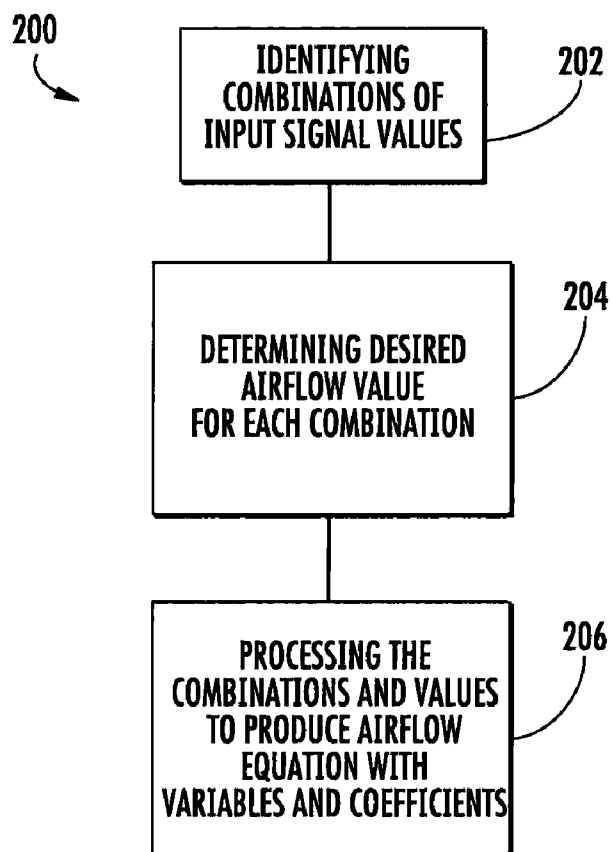 200
IDENTIFYING
COMBINATIONS OF
INPUT SIGNAL VALUES
202
DETERMINING DESIRED
AIRFLOW VALUE
FOR EACH COMBINATION
204
PROCESSING THE
COMBINATIONS AND VALUES
TO PRODUCE AIRFLOW
EQUATION WITH
VARIABLES AND COEFFICIENTS
206